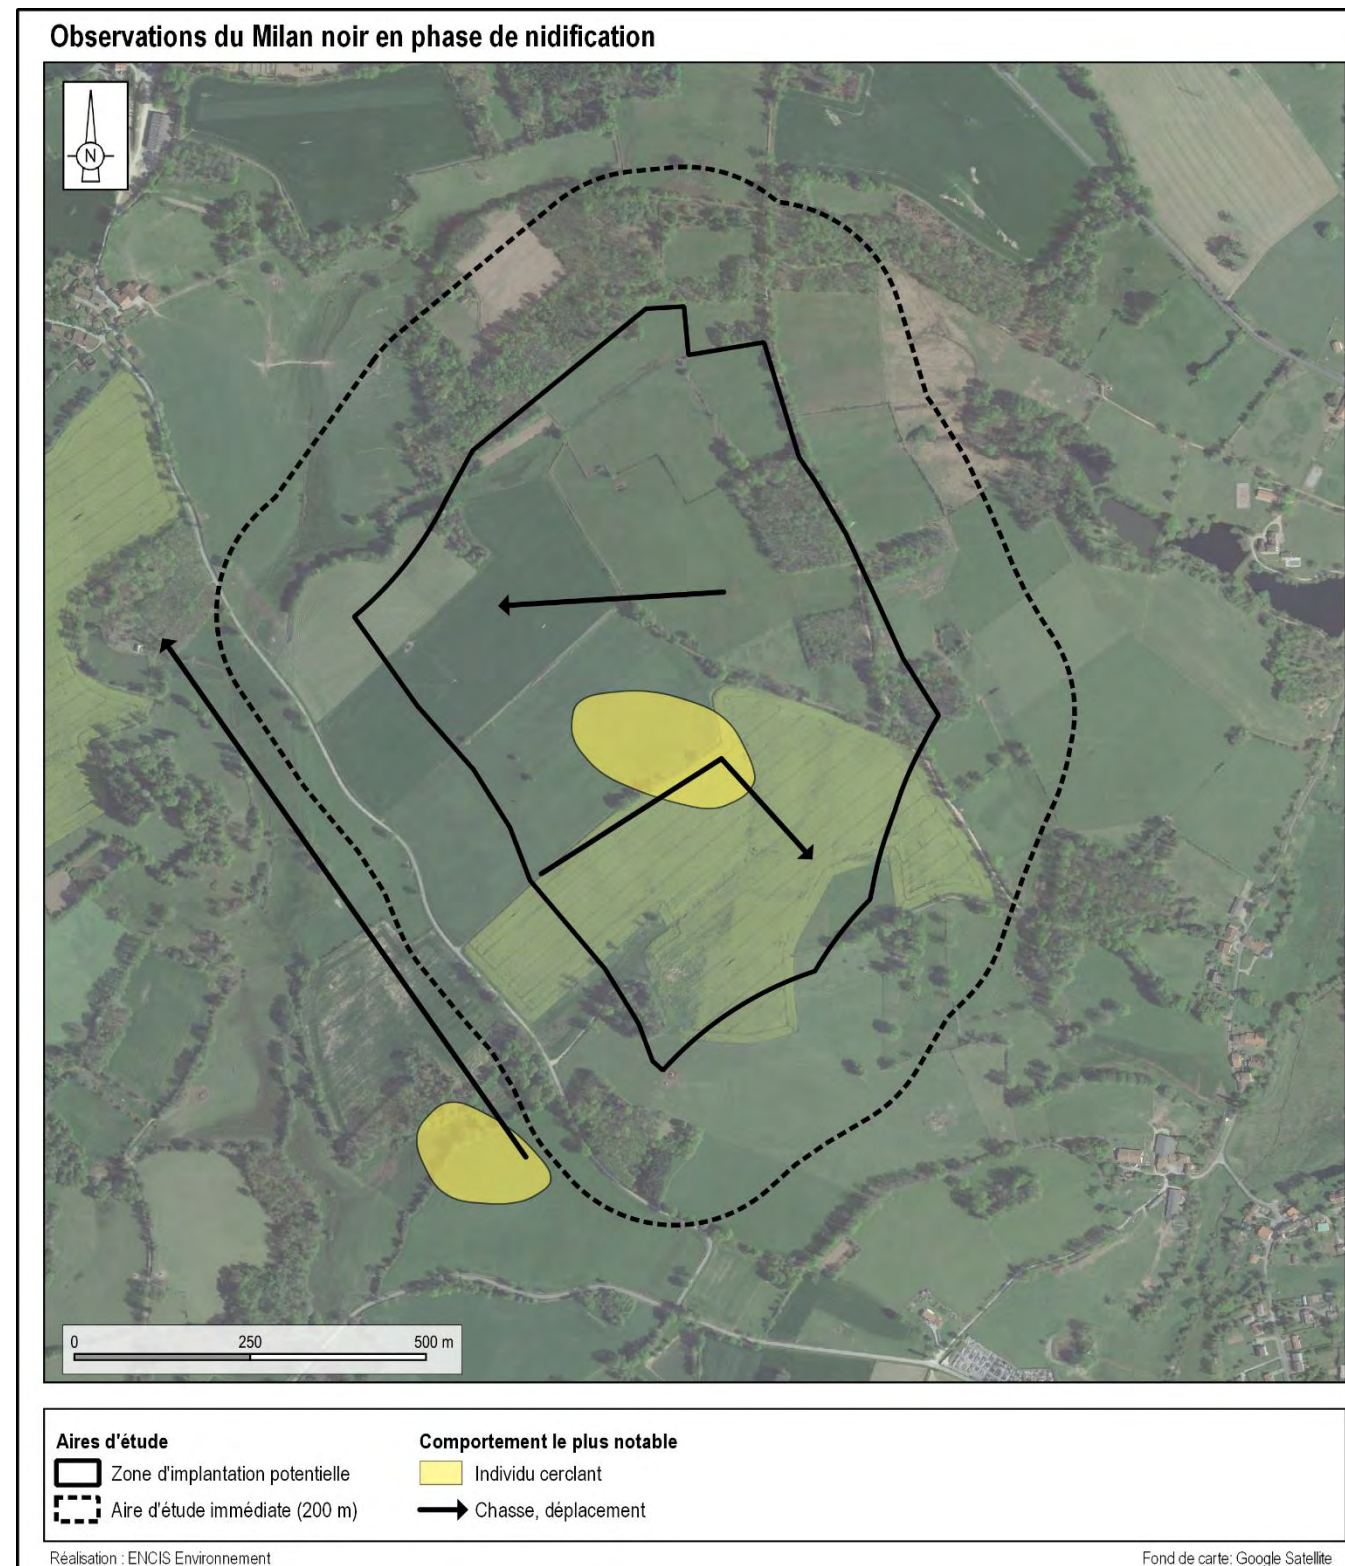 Observations du Milan noir en phase de nidification
N
0 250 500 m
Aires d'étude
Zone d'implantation potentielle
Aire d'étude immédiate (200 m)
Comportement le plus notable
Individu cerclant
Chasse, déplacement
Réalisation : ENCIS Environnement
Fond de carte: Google Satellite